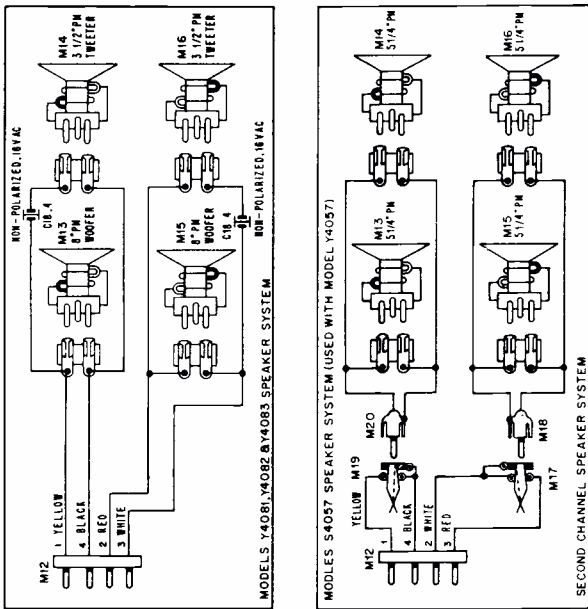 M14
3 1/2" PM
TWEETER
M16
3 1/2" PM
TWEETER
NON-POLARIZED,16VAC
C18.4
M13
8" PM
WOOFER
M15
8" PM
WOOFER
C18.4
NON-POLARIZED,16VAC
1 YELLOW
4 BLACK
2 RED
3 WHITE
M12
MODELS Y4081,Y4082 & Y4083 SPEAKER SYSTEM
M14
5 1/4" PM
M16
5 1/4" PM
M13
5 1/4" PM
M15
5 1/4" PM
M20
M18
M19
M17
YELLOW
1
4 BLACK
2 WHITE
3 RED
M12
MODLES S4057 SPEAKER SYSTEM (USED WITH MODEL Y4057)
SECOND CHANNEL SPEAKER SYSTEM